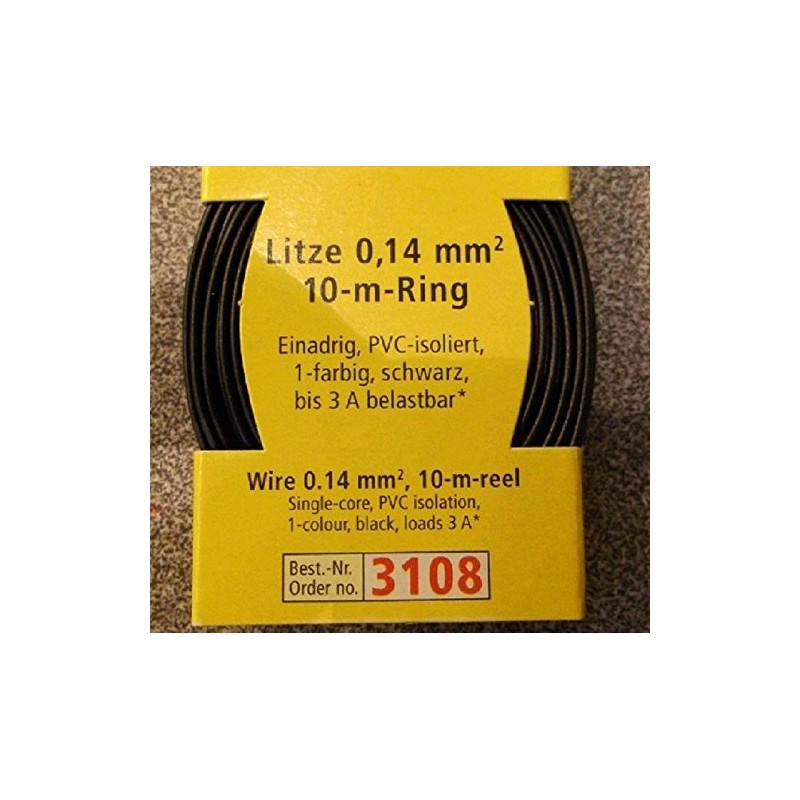 Litze 0,14 mm²
10-m-Ring
Einadrig, PVC-isoliert,
1-farbig, schwarz,
bis 3 A belastbar*
Wire 0.14 mm², 10-m-reel
Single-core, PVC isolation,
1-colour, black, loads 3 A*
Best.-Nr.
Order no. 3108